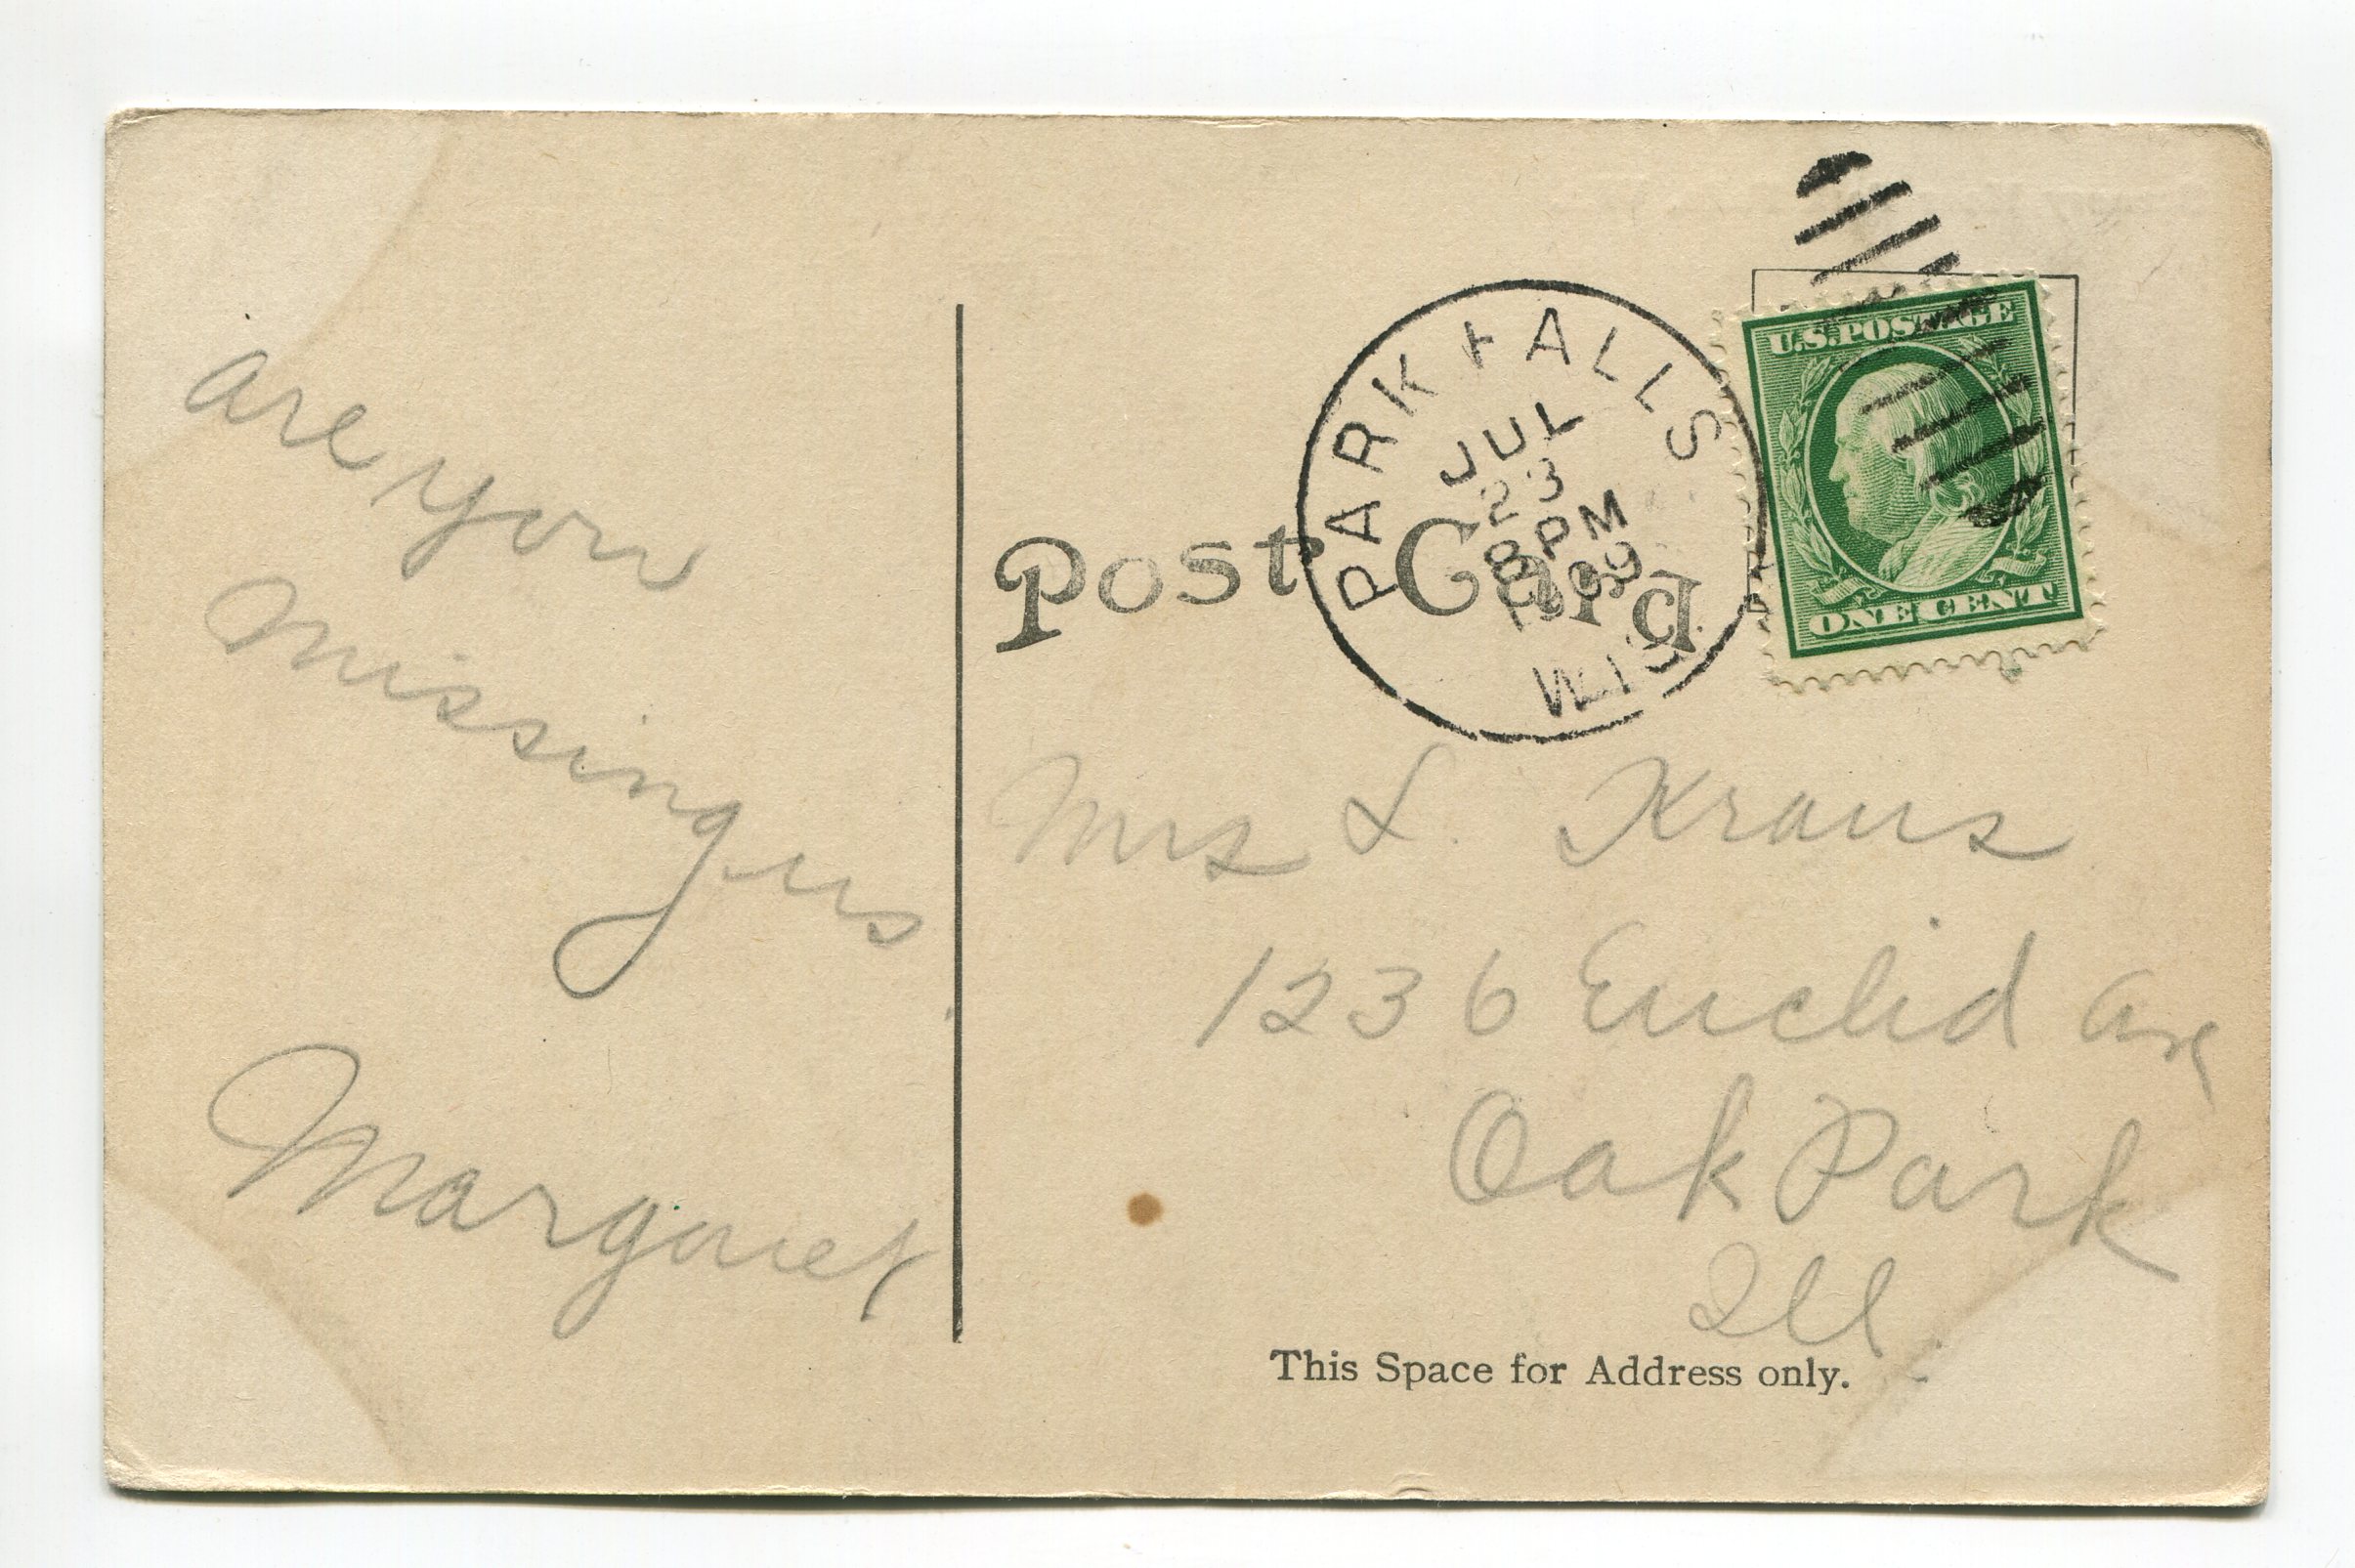 are you
missing us
Margaret
Post Card
PARK FALLS
JUL
23
8 PM
1909
WIS.
U.S. POSTAGE
ONE CENT
Mrs L. Kraus
1236 Euclid Ave
Oak Park
Ill.
This Space for Address only.